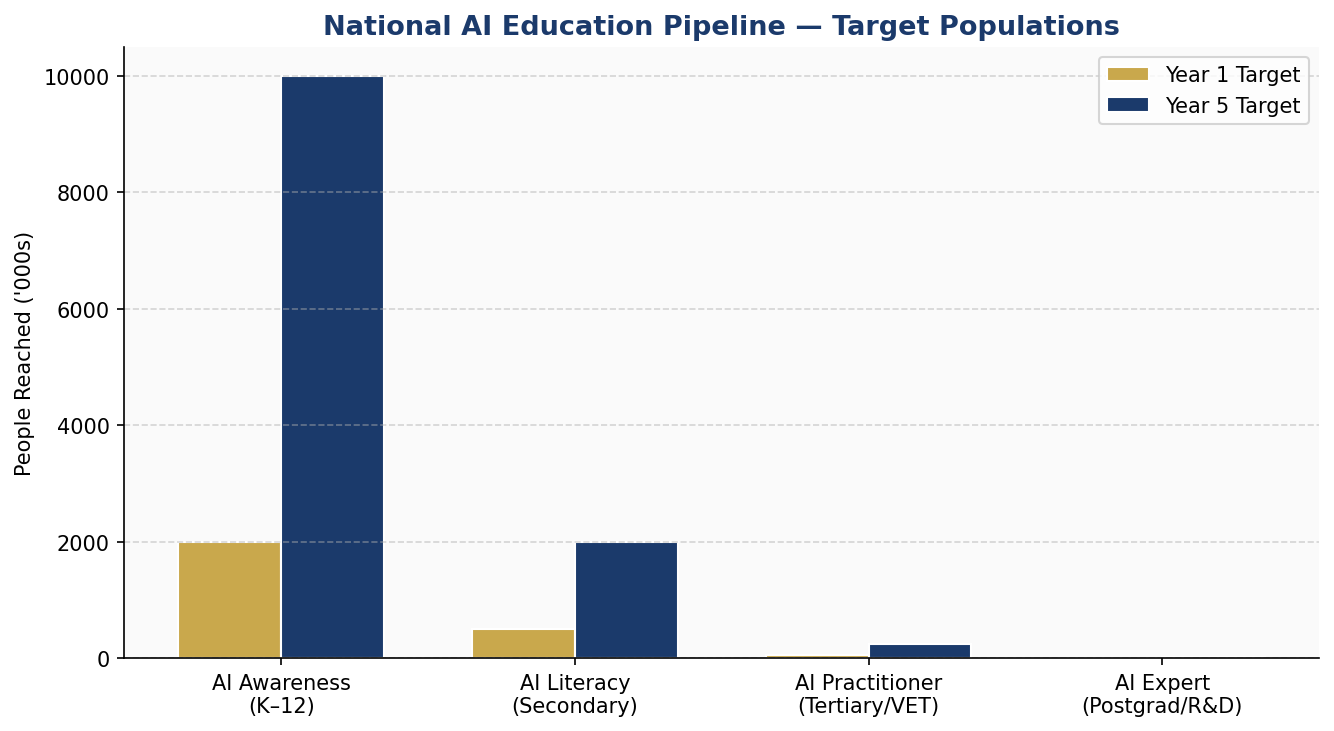 National AI Education Pipeline — Target Populations
Year 1 Target
Year 5 Target
People Reached ('000s)
10000
8000
6000
4000
2000
0
AI Awareness
(K–12)
AI Literacy
(Secondary)
AI Practitioner
(Tertiary/VET)
AI Expert
(Postgrad/R&D)